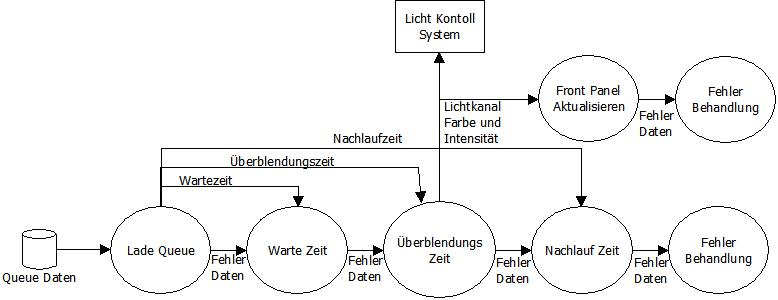 Licht Kontoll
System
Front Panel
Aktualisieren
Fehler
Behandlung
Lichtkanal
Farbe und
Intensität
Fehler
Daten
Nachlaufzeit
Überblendungszeit
Wartezeit
Queue Daten
Lade Queue
Fehler
Daten
Warte Zeit
Fehler
Daten
Überblendungs
Zeit
Fehler
Daten
Nachlauf Zeit
Fehler
Daten
Fehler
Behandlung